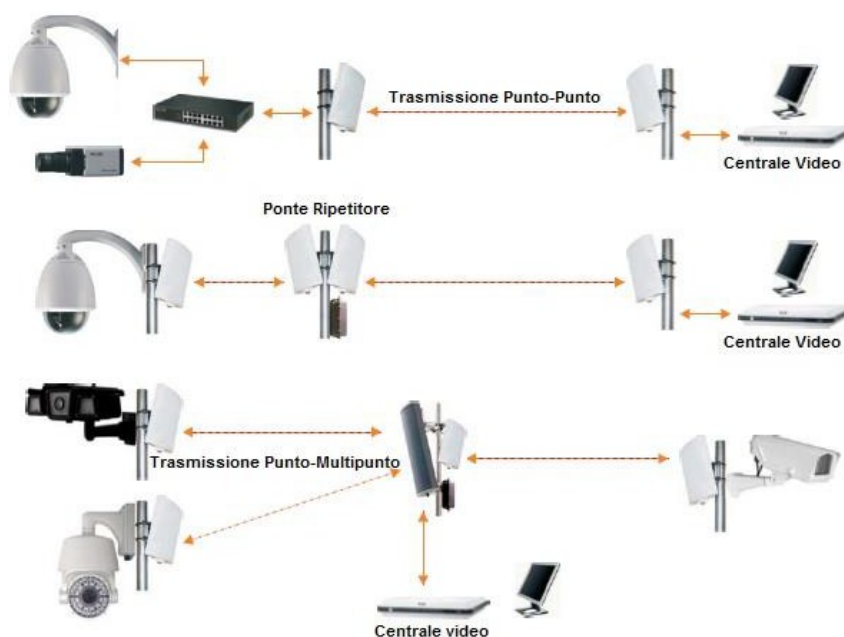 Trasmissione Punto-Punto
Centrale Video
Ponte Ripetitore
Centrale Video
Trasmissione Punto-Multipunto
Centrale video